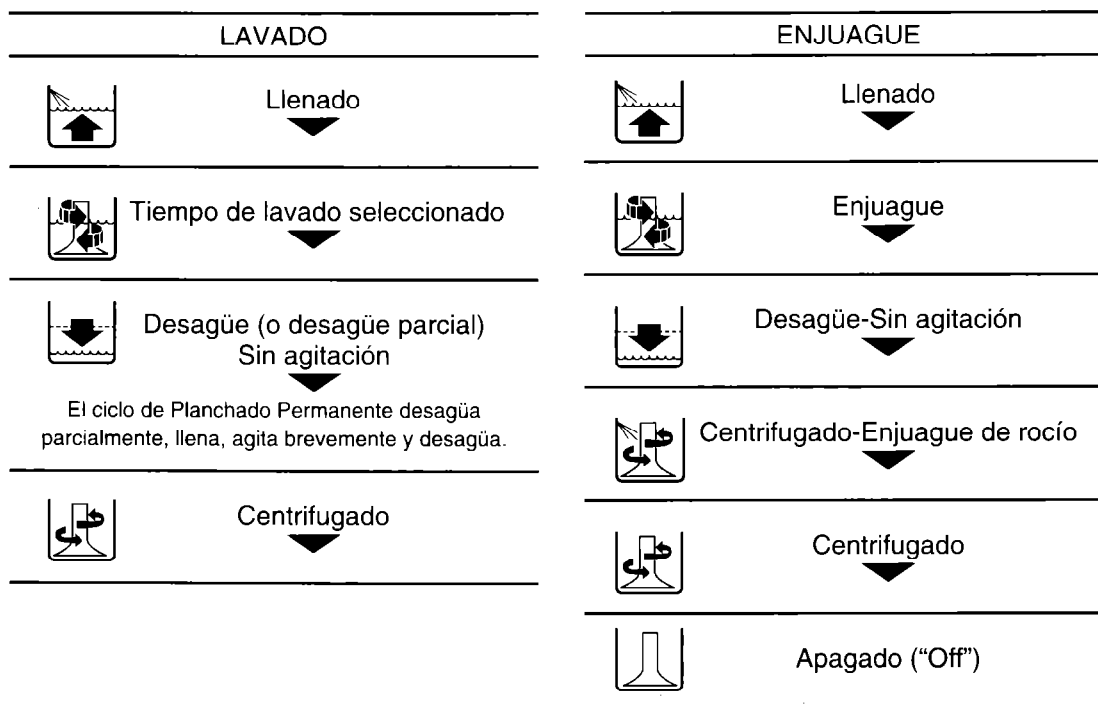 LAVADO
Llenado
Tiempo de lavado seleccionado
Desagüe (o desagüe parcial)
Sin agitación
El ciclo de Planchado Permanente desagüa
parcialmente, llena, agita brevemente y desagüa.
Centrifugado
ENJUAGUE
Llenado
Enjuague
Desagüe-Sin agitación
Centrifugado-Enjuague de rocío
Centrifugado
Apagado (“Off”)